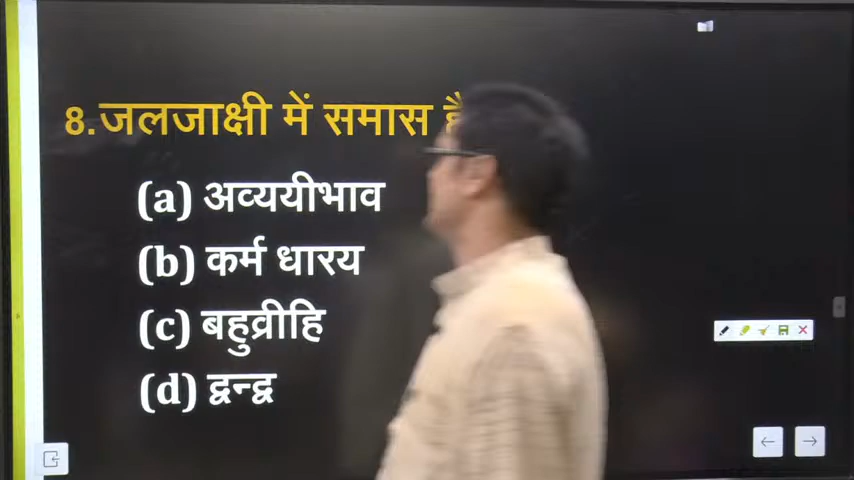 8.जलजाक्षी में समास
(a) अव्ययीभाव
(b) कर्म धारय
(c) बहुव्रीहि
(d) द्वन्द्व